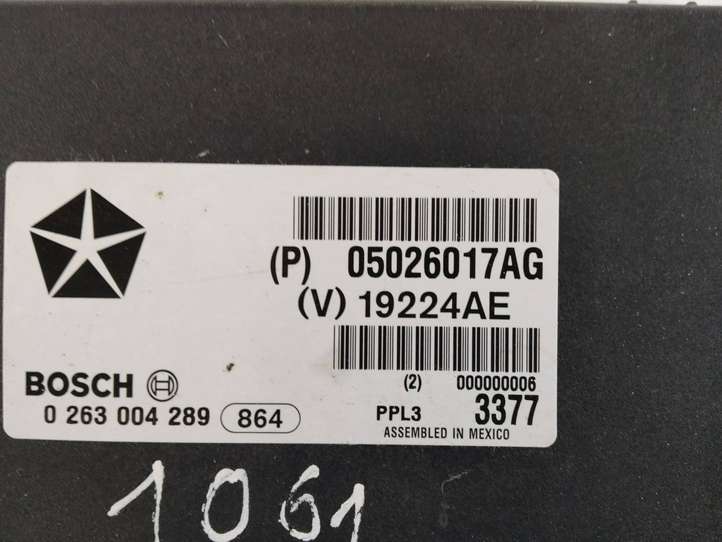 (P) 05026017AG
(V) 19224AE
(2) 000000006
BOSCH
0 263 004 289 864
PPL3 3377
ASSEMBLED IN MEXICO
1061